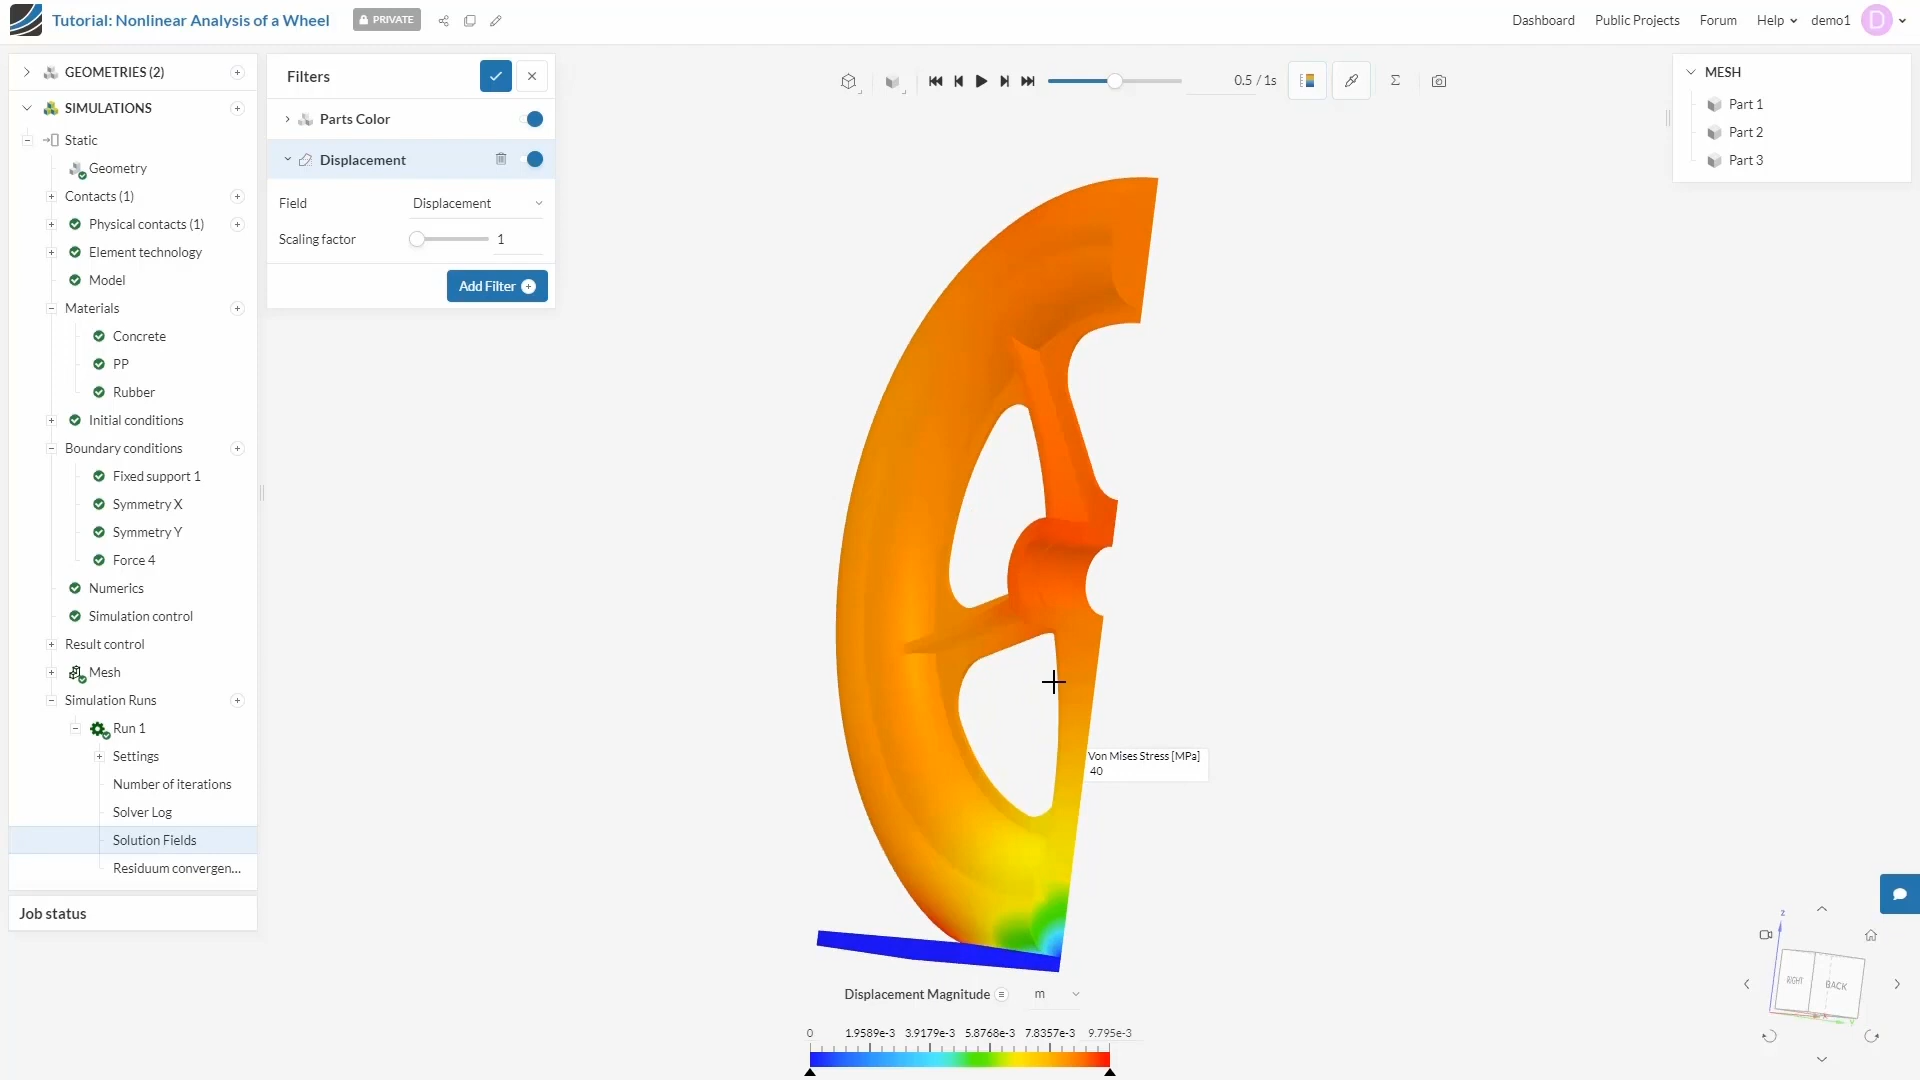 Tutorial: Nonlinear Analysis of a Wheel
PRIVATE
Dashboard
Public Projects
Forum
Help
demo1
D
GEOMETRIES (2)
SIMULATIONS
Static
Geometry
Contacts (1)
Physical contacts (1)
Element technology
Model
Materials
Concrete
PP
Rubber
Initial conditions
Boundary conditions
Fixed support 1
Symmetry X
Symmetry Y
Force 4
Numerics
Simulation control
Result control
Mesh
Simulation Runs
Run 1
Settings
Number of iterations
Solver Log
Solution Fields
Residuum convergen...
Job status
Filters
Parts Color
Displacement
Field Displacement
Scaling factor 1
Add Filter
0.5 / 1s
MESH
Part 1
Part 2
Part 3
Von Mises Stress [MPa]
40
Displacement Magnitude m
0 1.9589e-3 3.9179e-3 5.8768e-3 7.8357e-3 9.795e-3
Z
RIGHT
BACK
X
Y